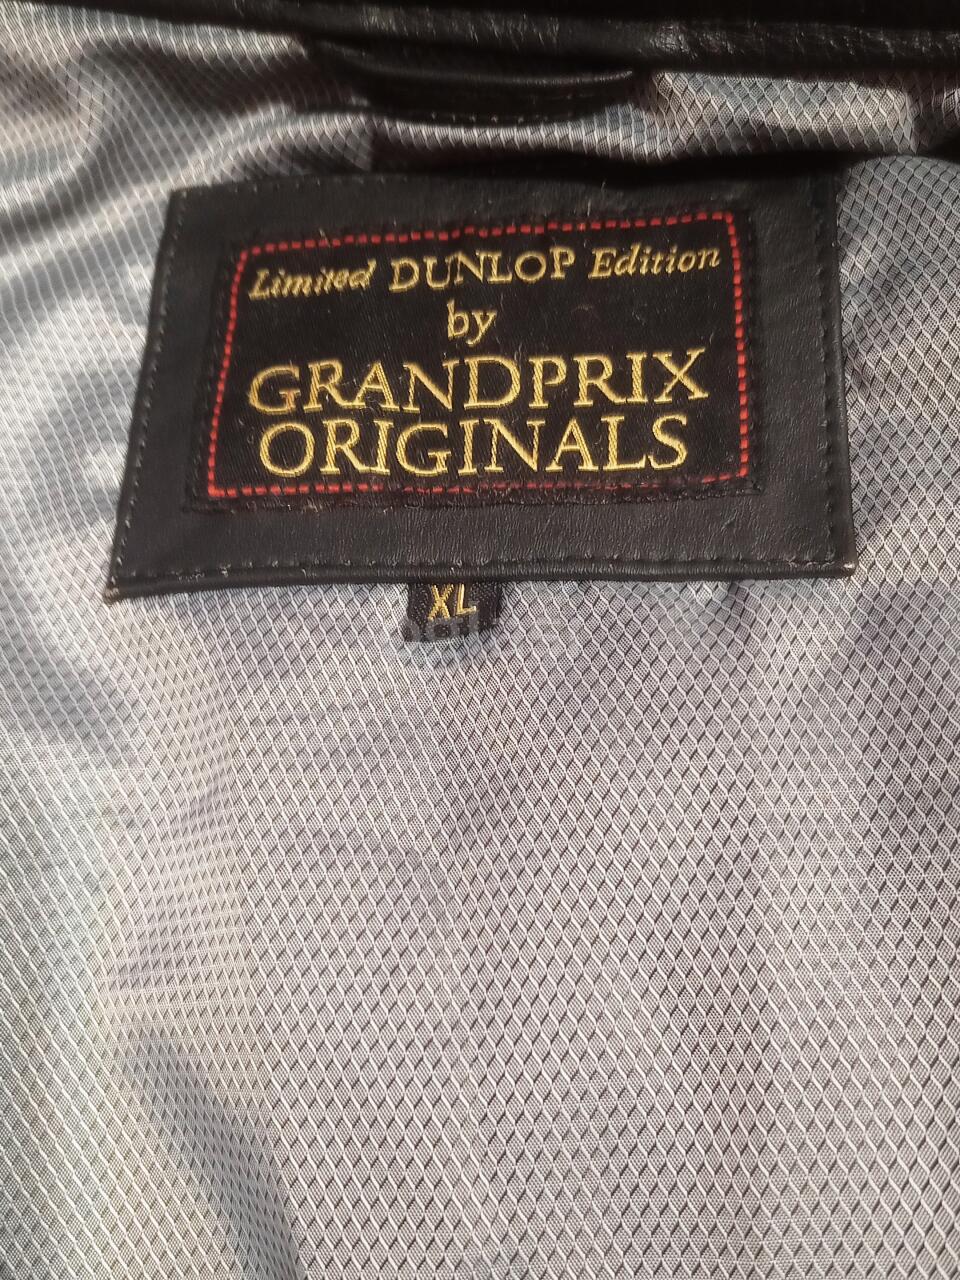 Limited DUNLOP Edition
by
GRANDPRIX
ORIGINALS
XL